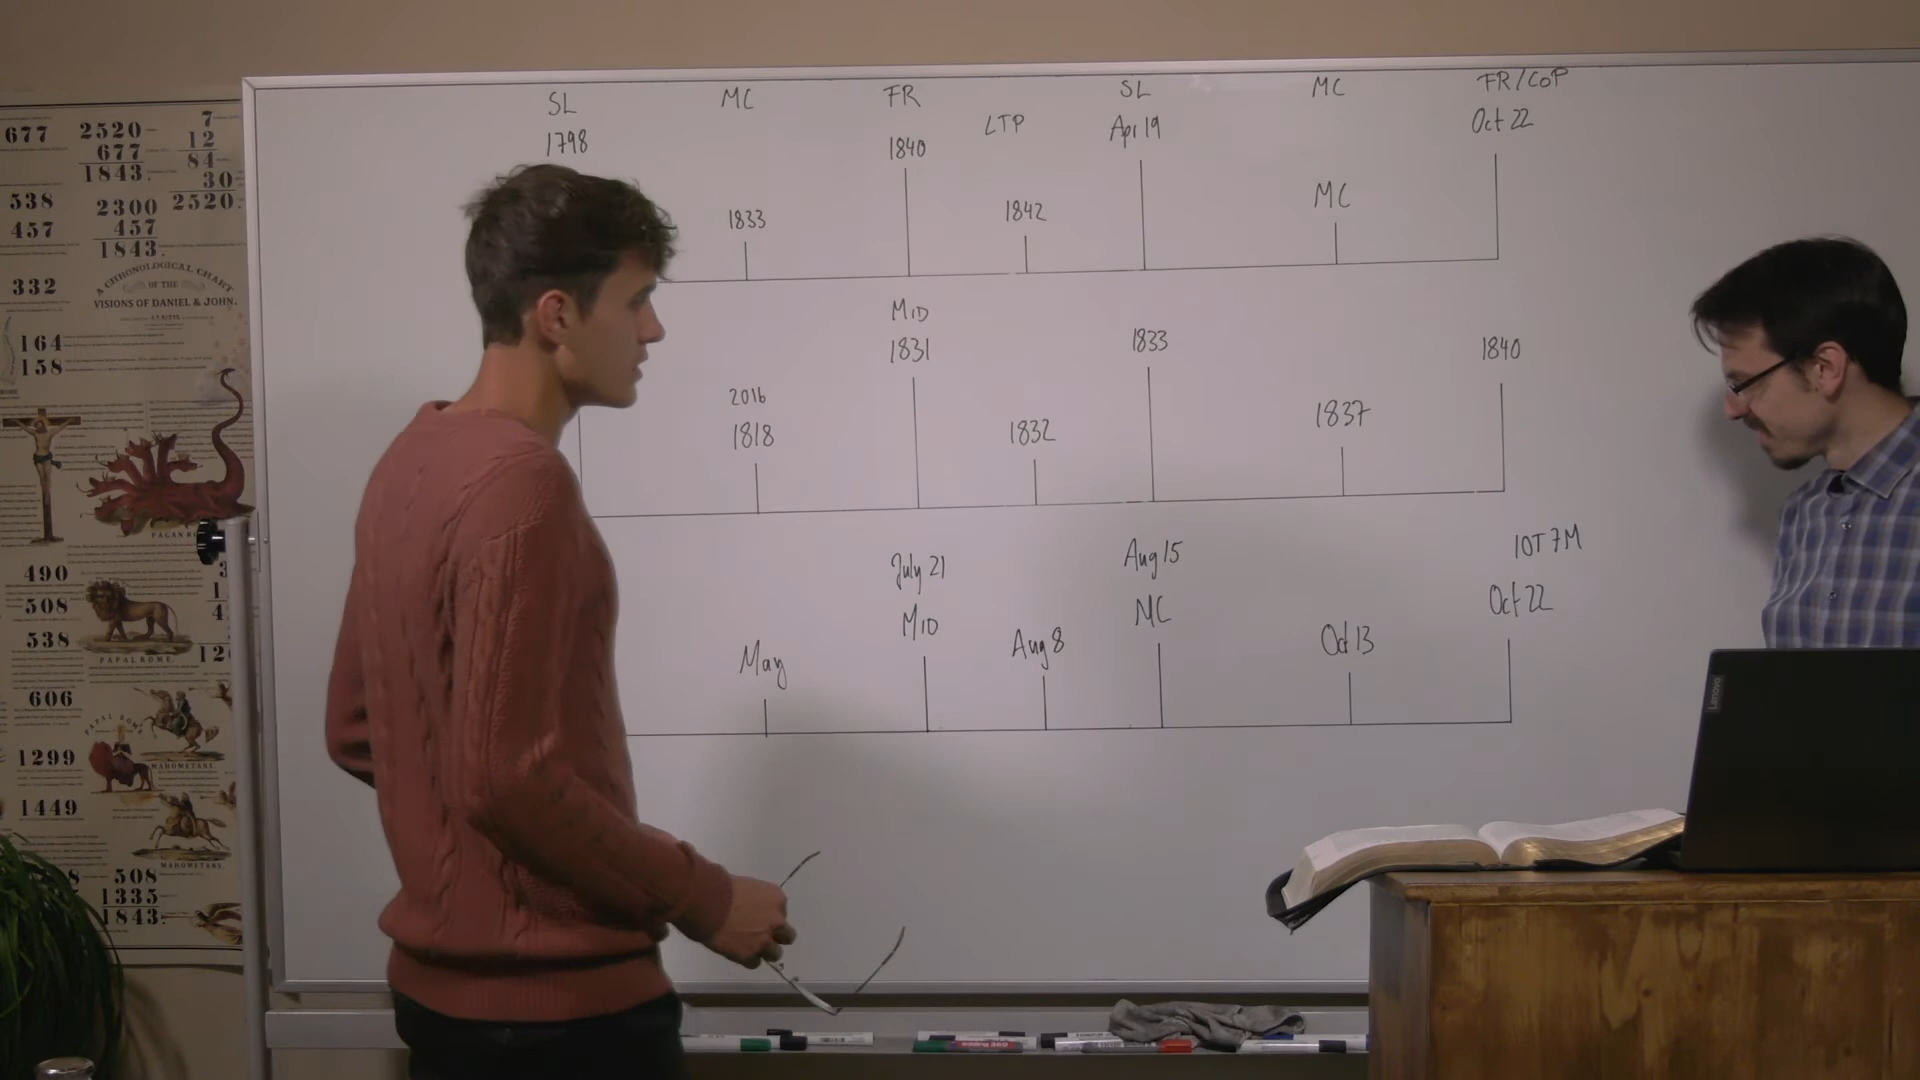 SL MC FR SL MC FR/CoP
1798 1840 LTP Apr 19 Oct 22
1833 1842 MC
MID
1831 1833 1840
2016
1818 1832 1837
July 21 Aug 15 10T 7M
MID MC Oct 22
May Aug 8 Oct 13
677
2520
677
1843.
7
12
84
30
2520.
538
457
2300
457
1843.
332
A CHRONOLOGICAL CHART
OF THE
VISIONS OF DANIEL & JOHN.
164
158
490
508
538
PAPAL ROME.
606
1299
MAHOMETANS.
1449
MAHOMETANS.
508
1335
1843.
Lenovo